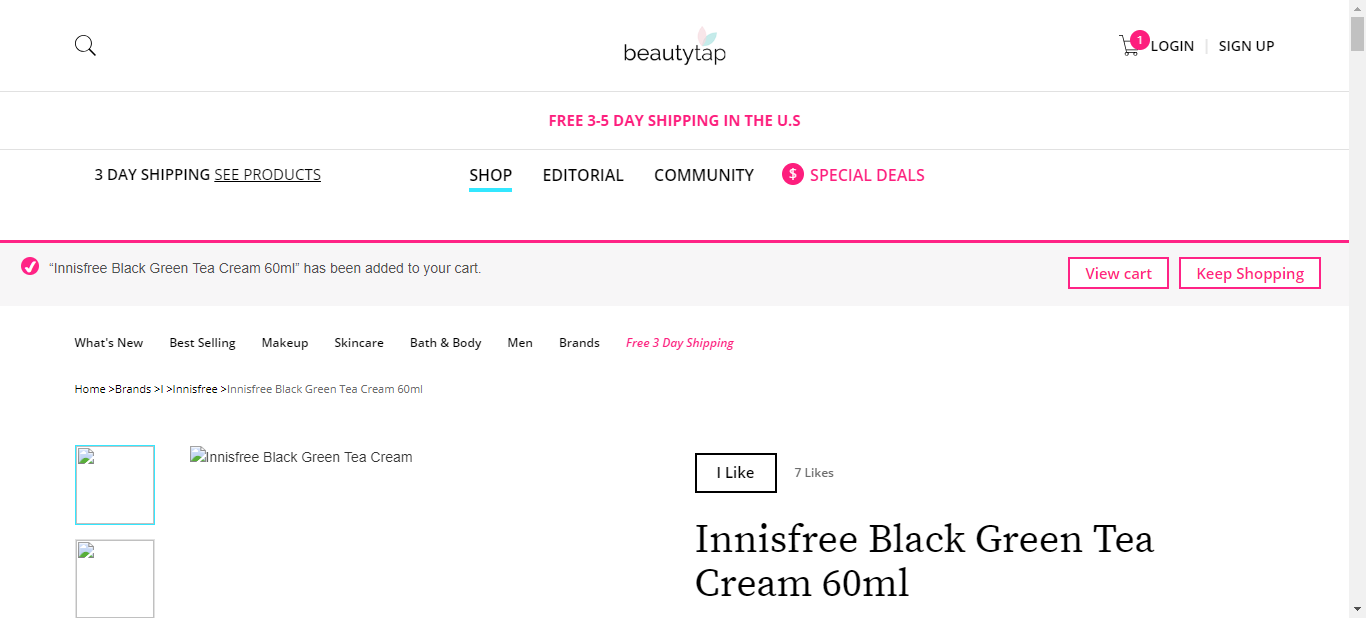 beautytap
1
LOGIN
SIGN UP
FREE 3-5 DAY SHIPPING IN THE U.S
3 DAY SHIPPING SEE PRODUCTS
SHOP
EDITORIAL
COMMUNITY
$ SPECIAL DEALS
“Innisfree Black Green Tea Cream 60ml” has been added to your cart.
View cart
Keep Shopping
What's New
Best Selling
Makeup
Skincare
Bath & Body
Men
Brands
Free 3 Day Shipping
Home >Brands >I >Innisfree >Innisfree Black Green Tea Cream 60ml
Innisfree Black Green Tea Cream
I Like
7 Likes
Innisfree Black Green Tea
Cream 60ml